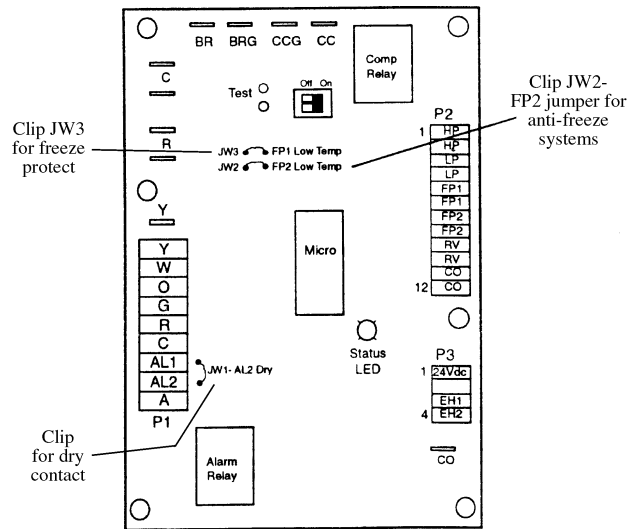 BR BRG CCG CC
Comp
Relay
C
Test
Off On
Clip JW2-
FP2 jumper for
anti-freeze
systems
Clip JW3
for freeze
protect
R
JW3 FP1 Low Temp
JW2 FP2 Low Temp
P2
1 HP
HP
LP
LP
FP1
FP1
FP2
FP2
RV
RV
CO
12 CO
Y
Y
W
O
G
R
C
AL1
AL2
A
P1
JW1- AL2 Dry
Micro
Status
LED
P3
1 24Vdc
EH1
4 EH2
CO
Clip
for dry
contact
Alarm
Relay